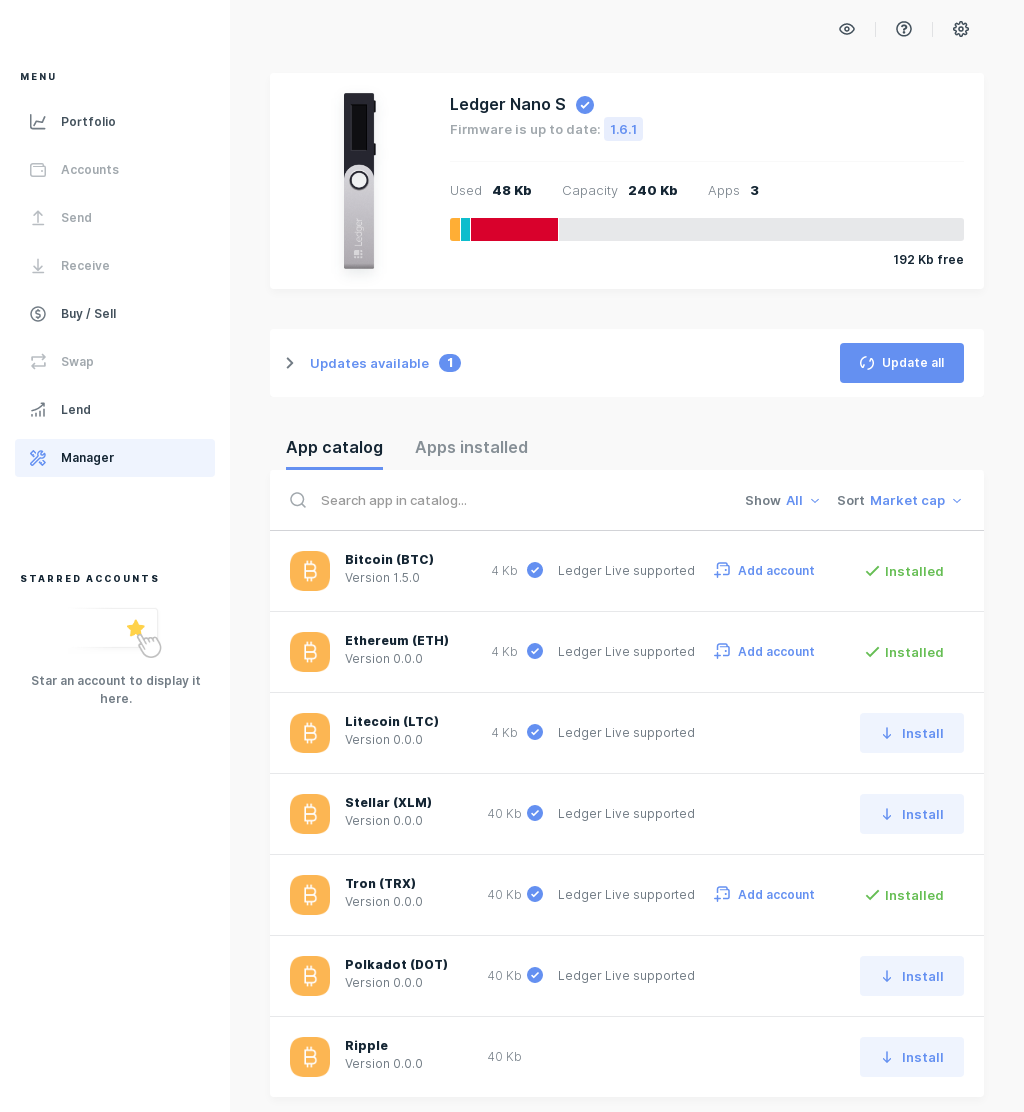 MENU
Portfolio
Accounts
Send
Receive
Buy / Sell
Swap
Lend
Manager
STARRED ACCOUNTS
Star an account to display it
here.
Ledger
Ledger Nano S
Firmware is up to date: 1.6.1
Used 48 Kb Capacity 240 Kb Apps 3
192 Kb free
Updates available 1
Update all
App catalog Apps installed
Search app in catalog... Show All Sort Market cap
Bitcoin (BTC)
Version 1.5.0
4 Kb Ledger Live supported Add account Installed
Ethereum (ETH)
Version 0.0.0
4 Kb Ledger Live supported Add account Installed
Litecoin (LTC)
Version 0.0.0
4 Kb Ledger Live supported Install
Stellar (XLM)
Version 0.0.0
40 Kb Ledger Live supported Install
Tron (TRX)
Version 0.0.0
40 Kb Ledger Live supported Add account Installed
Polkadot (DOT)
Version 0.0.0
40 Kb Ledger Live supported Install
Ripple
Version 0.0.0
40 Kb Install